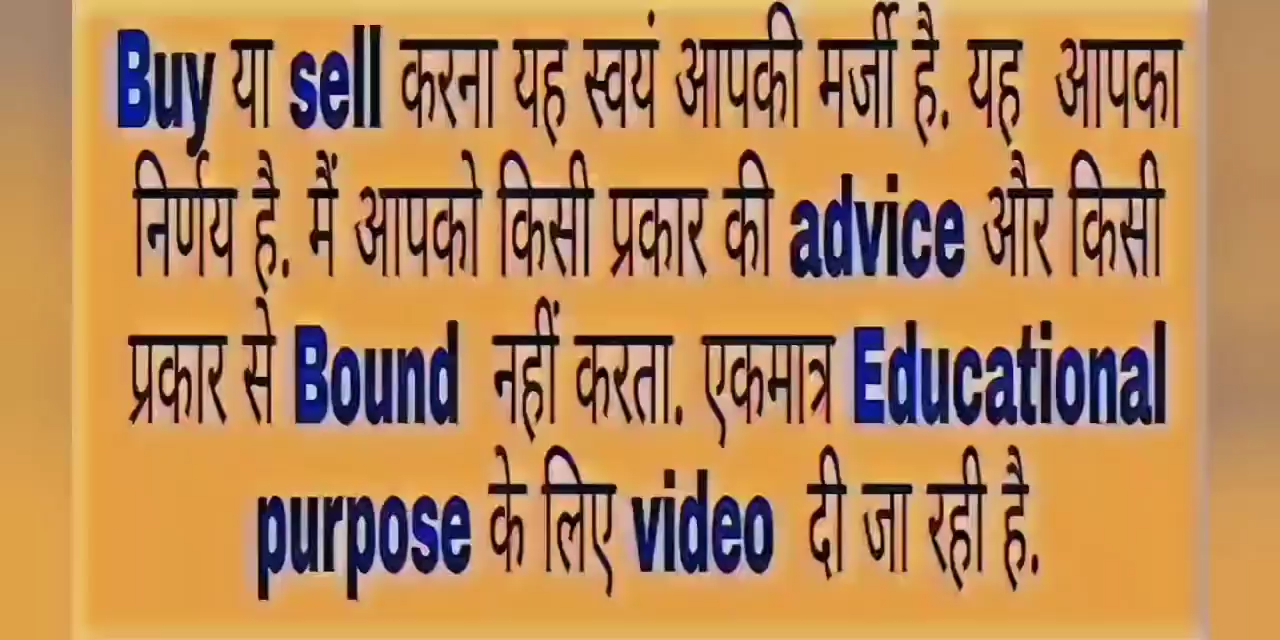 Buy या sell करना यह स्वयं आपकी मर्जी है. यह आपका
निर्णय है. मैं आपको किसी प्रकार की advice और किसी
प्रकार से Bound नहीं करता. एकमात्र Educational
purpose के लिए video दी जा रही है.